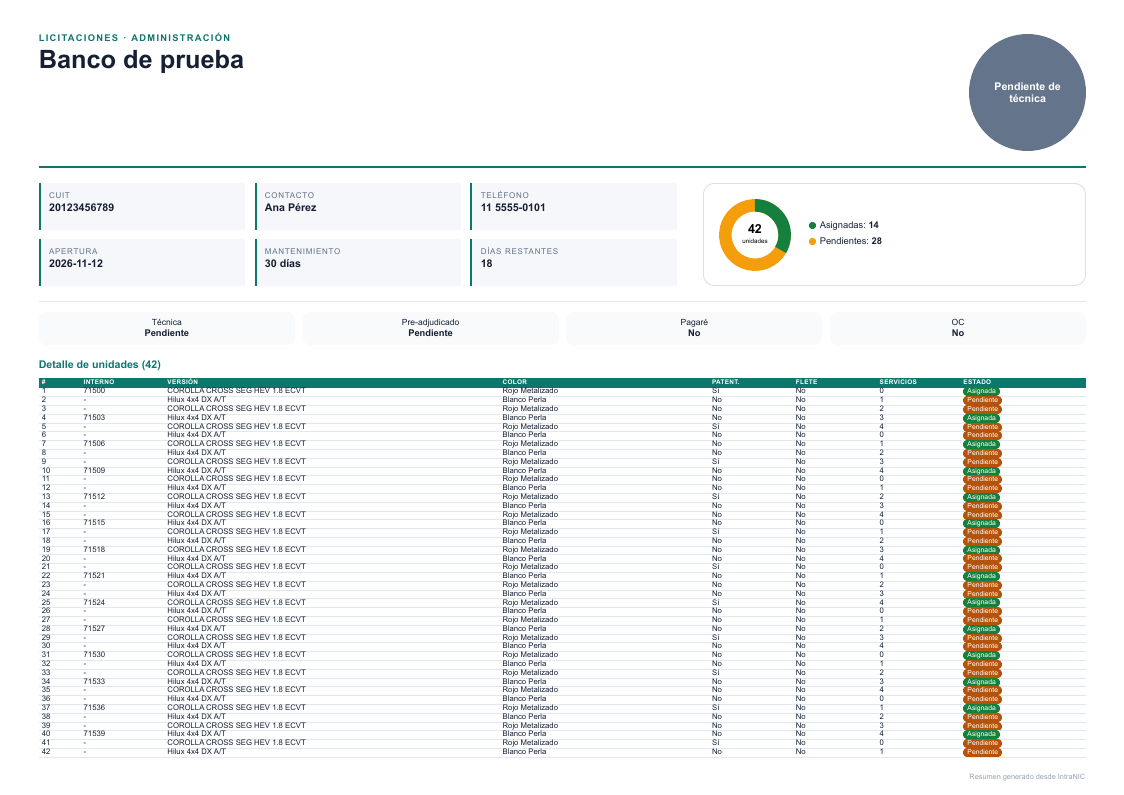 LICITACIONES · ADMINISTRACIÓN
Banco de prueba
Pendiente de
técnica
CUIT
20123456789
CONTACTO
Ana Pérez
TELÉFONO
11 5555-0101
APERTURA
2026-11-12
MANTENIMIENTO
30 días
DÍAS RESTANTES
18
42
unidades
Asignadas: 14
Pendientes: 28
Técnica
Pendiente
Pre-adjudicado
Pendiente
Pagaré
No
OC
No
Detalle de unidades (42)
# INTERNO VERSIÓN COLOR PATENT. FLETE SERVICIOS ESTADO
1 71500 COROLLA CROSS SEG HEV 1.8 ECVT Rojo Metalizado Sí No 0 Asignada
2 - Hilux 4x4 DX A/T Blanco Perla No No 1 Pendiente
3 - COROLLA CROSS SEG HEV 1.8 ECVT Rojo Metalizado No No 2 Pendiente
4 71503 Hilux 4x4 DX A/T Blanco Perla No No 3 Asignada
5 - COROLLA CROSS SEG HEV 1.8 ECVT Rojo Metalizado Sí No 4 Pendiente
6 - Hilux 4x4 DX A/T Blanco Perla No No 0 Pendiente
7 71506 COROLLA CROSS SEG HEV 1.8 ECVT Rojo Metalizado No No 1 Asignada
8 - Hilux 4x4 DX A/T Blanco Perla No No 2 Pendiente
9 - COROLLA CROSS SEG HEV 1.8 ECVT Rojo Metalizado Sí No 3 Pendiente
10 71509 Hilux 4x4 DX A/T Blanco Perla No No 4 Asignada
11 - COROLLA CROSS SEG HEV 1.8 ECVT Rojo Metalizado No No 0 Pendiente
12 - Hilux 4x4 DX A/T Blanco Perla No No 1 Pendiente
13 71512 COROLLA CROSS SEG HEV 1.8 ECVT Rojo Metalizado Sí No 2 Asignada
14 - Hilux 4x4 DX A/T Blanco Perla No No 3 Pendiente
15 - COROLLA CROSS SEG HEV 1.8 ECVT Rojo Metalizado No No 4 Pendiente
16 71515 Hilux 4x4 DX A/T Blanco Perla No No 0 Asignada
17 - COROLLA CROSS SEG HEV 1.8 ECVT Rojo Metalizado Sí No 1 Pendiente
18 - Hilux 4x4 DX A/T Blanco Perla No No 2 Pendiente
19 71518 COROLLA CROSS SEG HEV 1.8 ECVT Rojo Metalizado No No 3 Asignada
20 - Hilux 4x4 DX A/T Blanco Perla No No 4 Pendiente
21 - COROLLA CROSS SEG HEV 1.8 ECVT Rojo Metalizado Sí No 0 Pendiente
22 71521 Hilux 4x4 DX A/T Blanco Perla No No 1 Asignada
23 - COROLLA CROSS SEG HEV 1.8 ECVT Rojo Metalizado No No 2 Pendiente
24 - Hilux 4x4 DX A/T Blanco Perla No No 3 Pendiente
25 71524 COROLLA CROSS SEG HEV 1.8 ECVT Rojo Metalizado Sí No 4 Asignada
26 - Hilux 4x4 DX A/T Blanco Perla No No 0 Pendiente
27 - COROLLA CROSS SEG HEV 1.8 ECVT Rojo Metalizado No No 1 Pendiente
28 71527 Hilux 4x4 DX A/T Blanco Perla No No 2 Asignada
29 - COROLLA CROSS SEG HEV 1.8 ECVT Rojo Metalizado Sí No 3 Pendiente
30 - Hilux 4x4 DX A/T Blanco Perla No No 4 Pendiente
31 71530 COROLLA CROSS SEG HEV 1.8 ECVT Rojo Metalizado No No 0 Asignada
32 - Hilux 4x4 DX A/T Blanco Perla No No 1 Pendiente
33 - COROLLA CROSS SEG HEV 1.8 ECVT Rojo Metalizado Sí No 2 Pendiente
34 71533 Hilux 4x4 DX A/T Blanco Perla No No 3 Asignada
35 - COROLLA CROSS SEG HEV 1.8 ECVT Rojo Metalizado No No 4 Pendiente
36 - Hilux 4x4 DX A/T Blanco Perla No No 0 Pendiente
37 71536 COROLLA CROSS SEG HEV 1.8 ECVT Rojo Metalizado Sí No 1 Asignada
38 - Hilux 4x4 DX A/T Blanco Perla No No 2 Pendiente
39 - COROLLA CROSS SEG HEV 1.8 ECVT Rojo Metalizado No No 3 Pendiente
40 71539 Hilux 4x4 DX A/T Blanco Perla No No 4 Asignada
41 - COROLLA CROSS SEG HEV 1.8 ECVT Rojo Metalizado Sí No 0 Pendiente
42 - Hilux 4x4 DX A/T Blanco Perla No No 1 Pendiente
Resumen generado desde IntraNIC